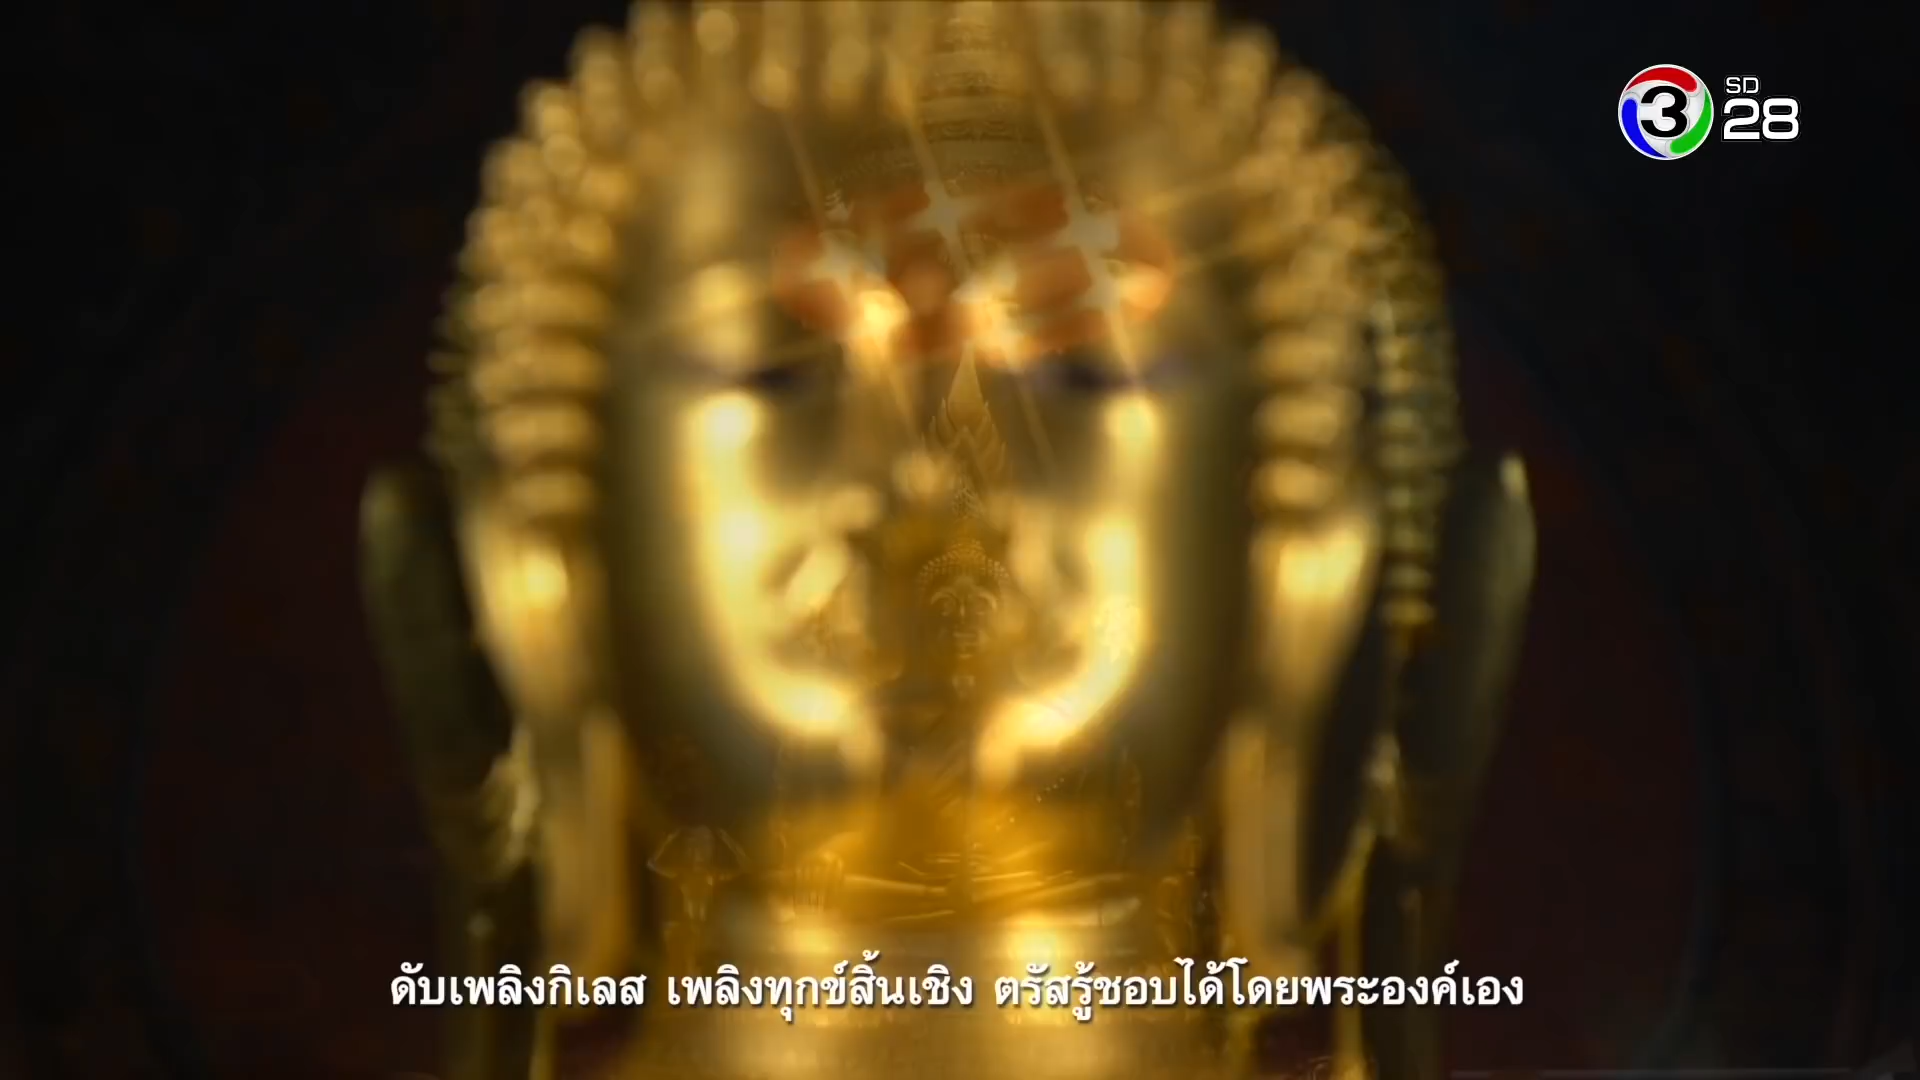 3
SD
28
ดับเพลิงกิเลส เพลิงทุกข์สิ้นเชิง ตรัสรู้ชอบได้โดยพระองค์เอง